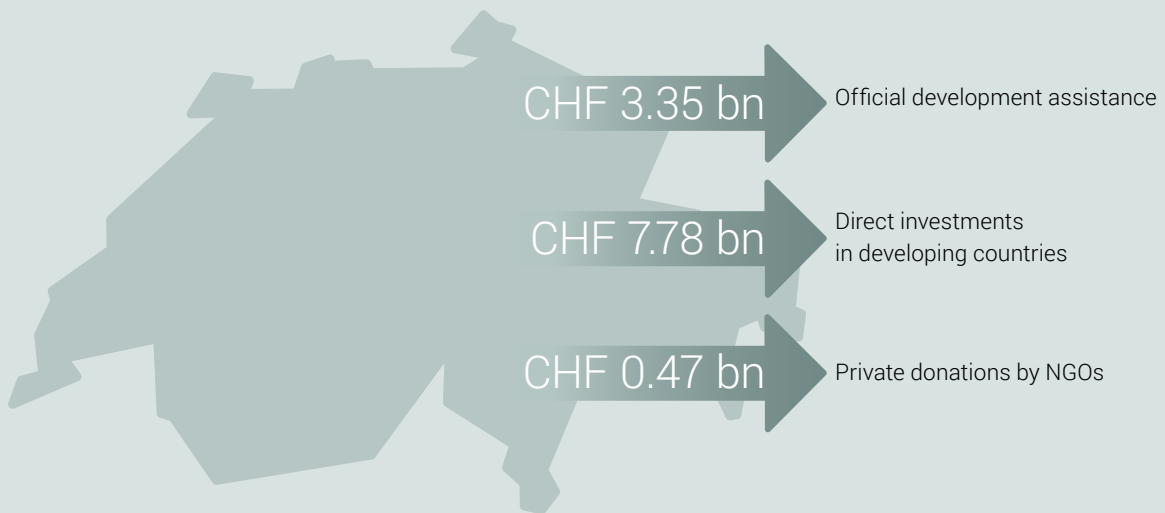 CHF 3.35 bn
Official development assistance
CHF 7.78 bn
Direct investments
in developing countries
CHF 0.47 bn
Private donations by NGOs